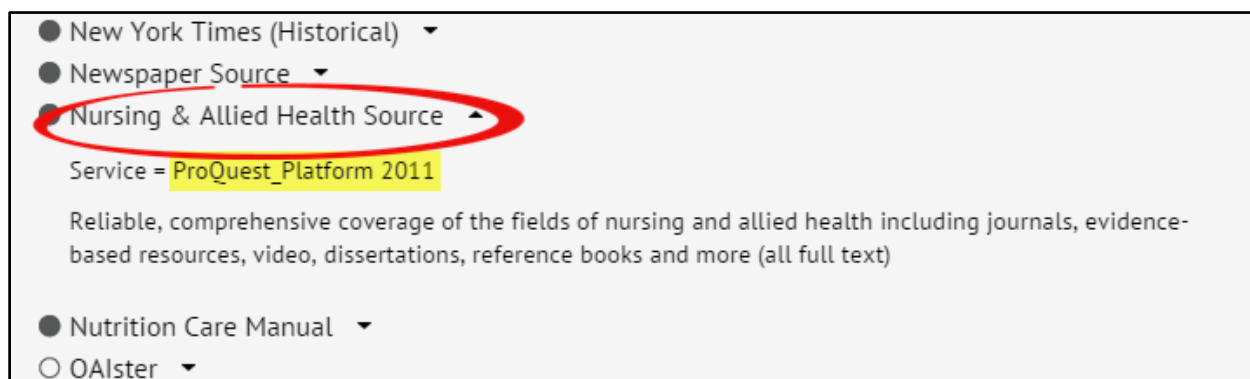 New York Times (Historical)
Newspaper Source
Nursing & Allied Health Source
Service = ProQuest_Platform 2011
Reliable, comprehensive coverage of the fields of nursing and allied health including journals, evidence-
based resources, video, dissertations, reference books and more (all full text)
Nutrition Care Manual
OAIster